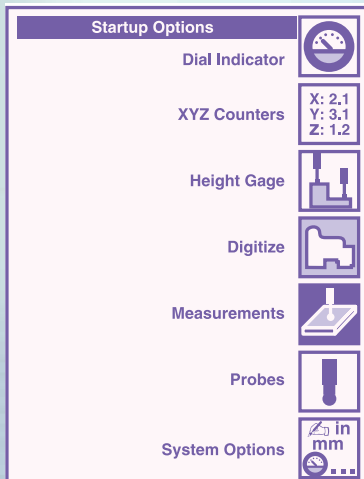 Startup Options
Dial Indicator
XYZ Counters
X: 2.1
Y: 3.1
Z: 1.2
Height Gage
Digitize
Measurements
Probes
System Options
in
mm
...